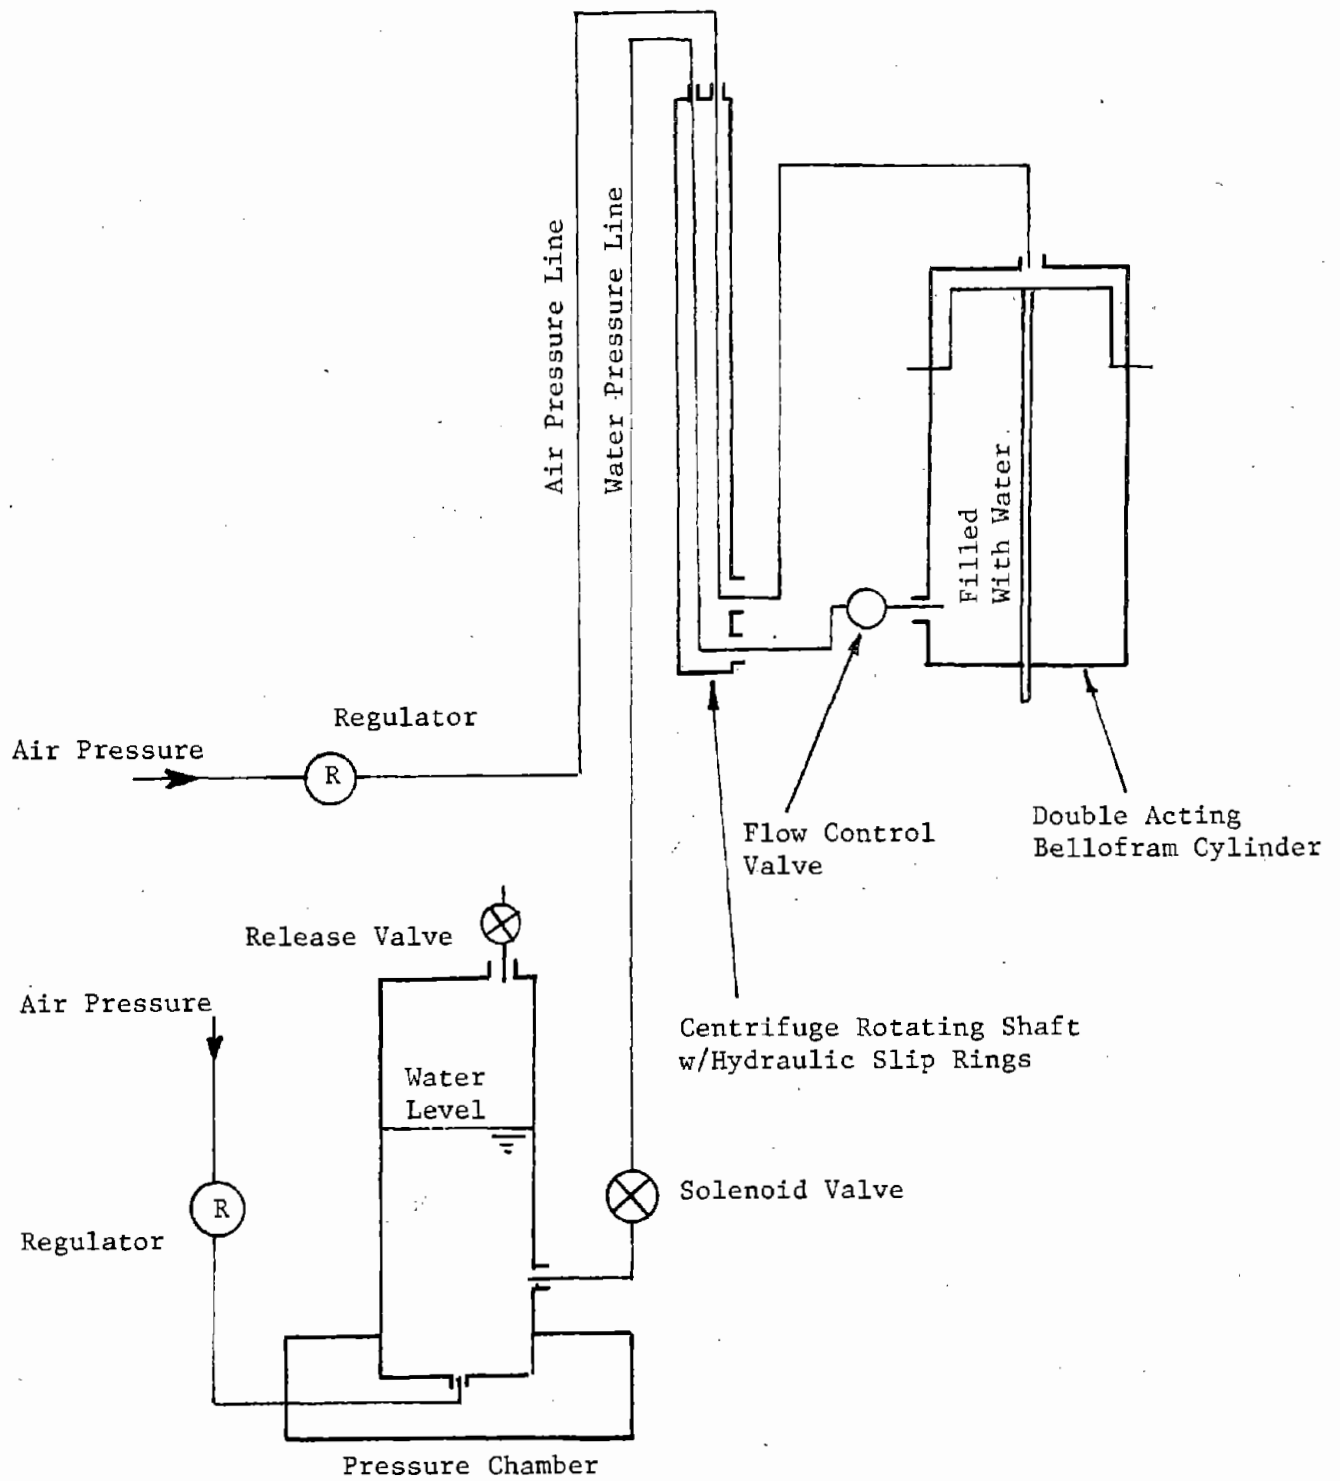 Air Pressure Line
Water Pressure Line
Filled
With Water
Regulator
Air Pressure
R
Flow Control
Valve
Double Acting
Bellofram Cylinder
Release Valve
Air Pressure
Centrifuge Rotating Shaft
w/Hydraulic Slip Rings
Water
Level
Solenoid Valve
R
Regulator
Pressure Chamber